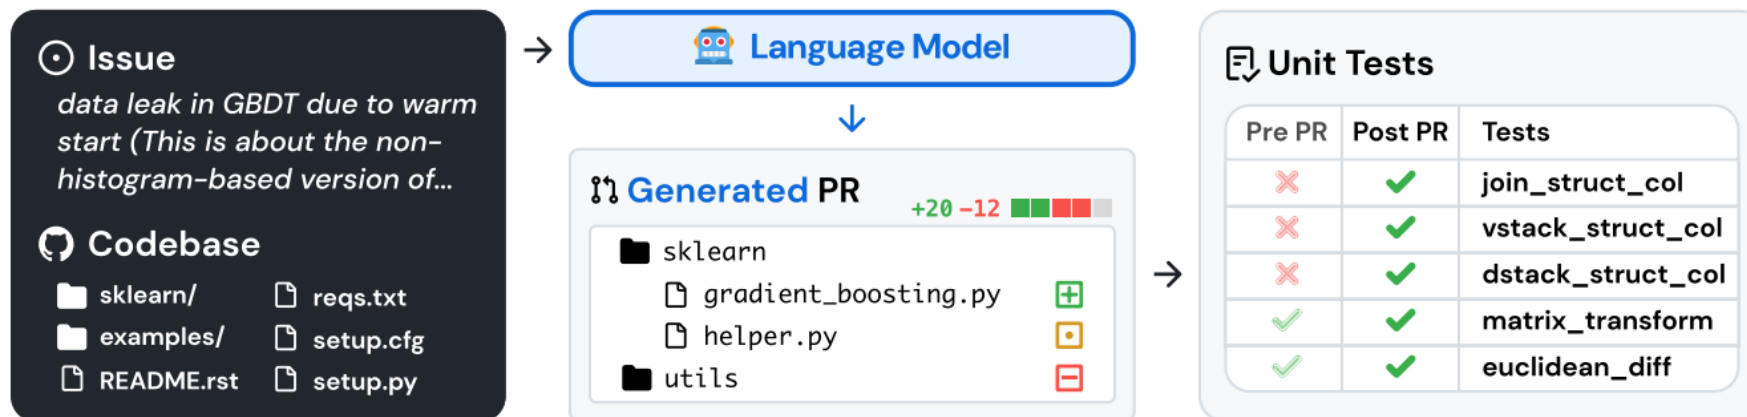 Issue
data leak in GBDT due to warm
start (This is about the non-
histogram-based version of...
Codebase
sklearn/
reqs.txt
examples/
setup.cfg
README.rst
setup.py
Language Model
Generated PR
+20 -12
sklearn
gradient_boosting.py
helper.py
utils
Unit Tests
Pre PR Post PR Tests
join_struct_col
vstack_struct_col
dstack_struct_col
matrix_transform
euclidean_diff